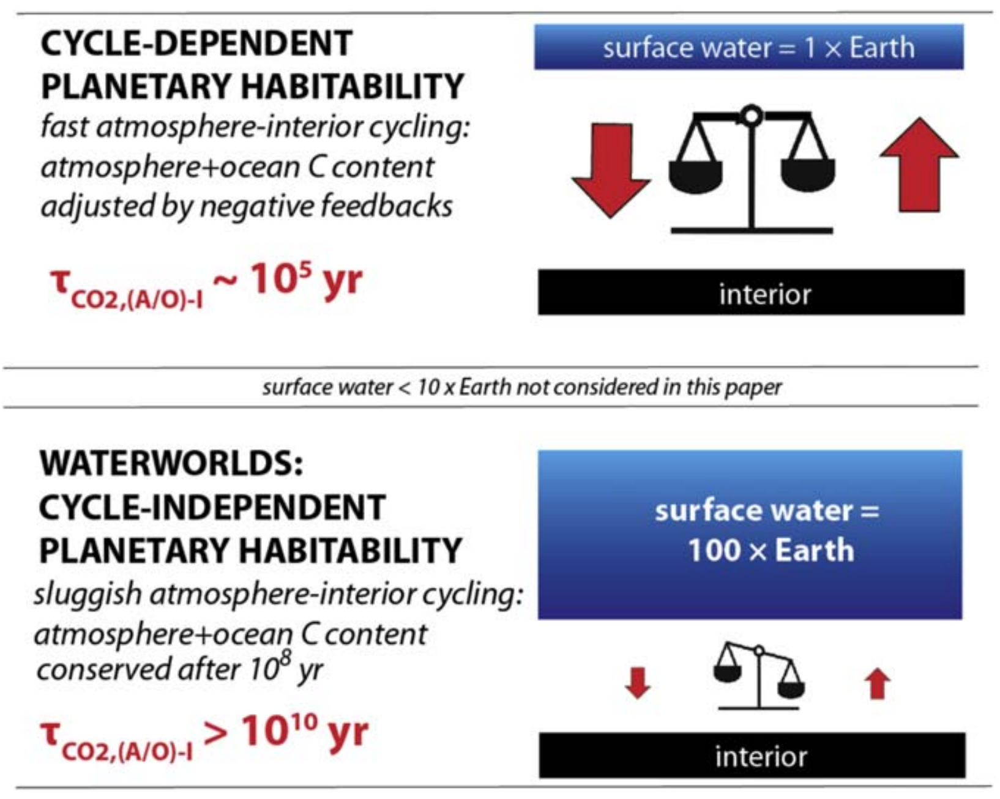 CYCLE-DEPENDENT
PLANETARY HABITABILITY
fast atmosphere-interior cycling:
atmosphere+ocean C content
adjusted by negative feedbacks
τCO2,(A/O)-I ~ 10⁵ yr
surface water = 1 × Earth
interior
surface water < 10 x Earth not considered in this paper
WATERWORLDS:
CYCLE-INDEPENDENT
PLANETARY HABITABILITY
sluggish atmosphere-interior cycling:
atmosphere+ocean C content
conserved after 10⁸ yr
τCO2,(A/O)-I > 10¹⁰ yr
surface water =
100 × Earth
interior